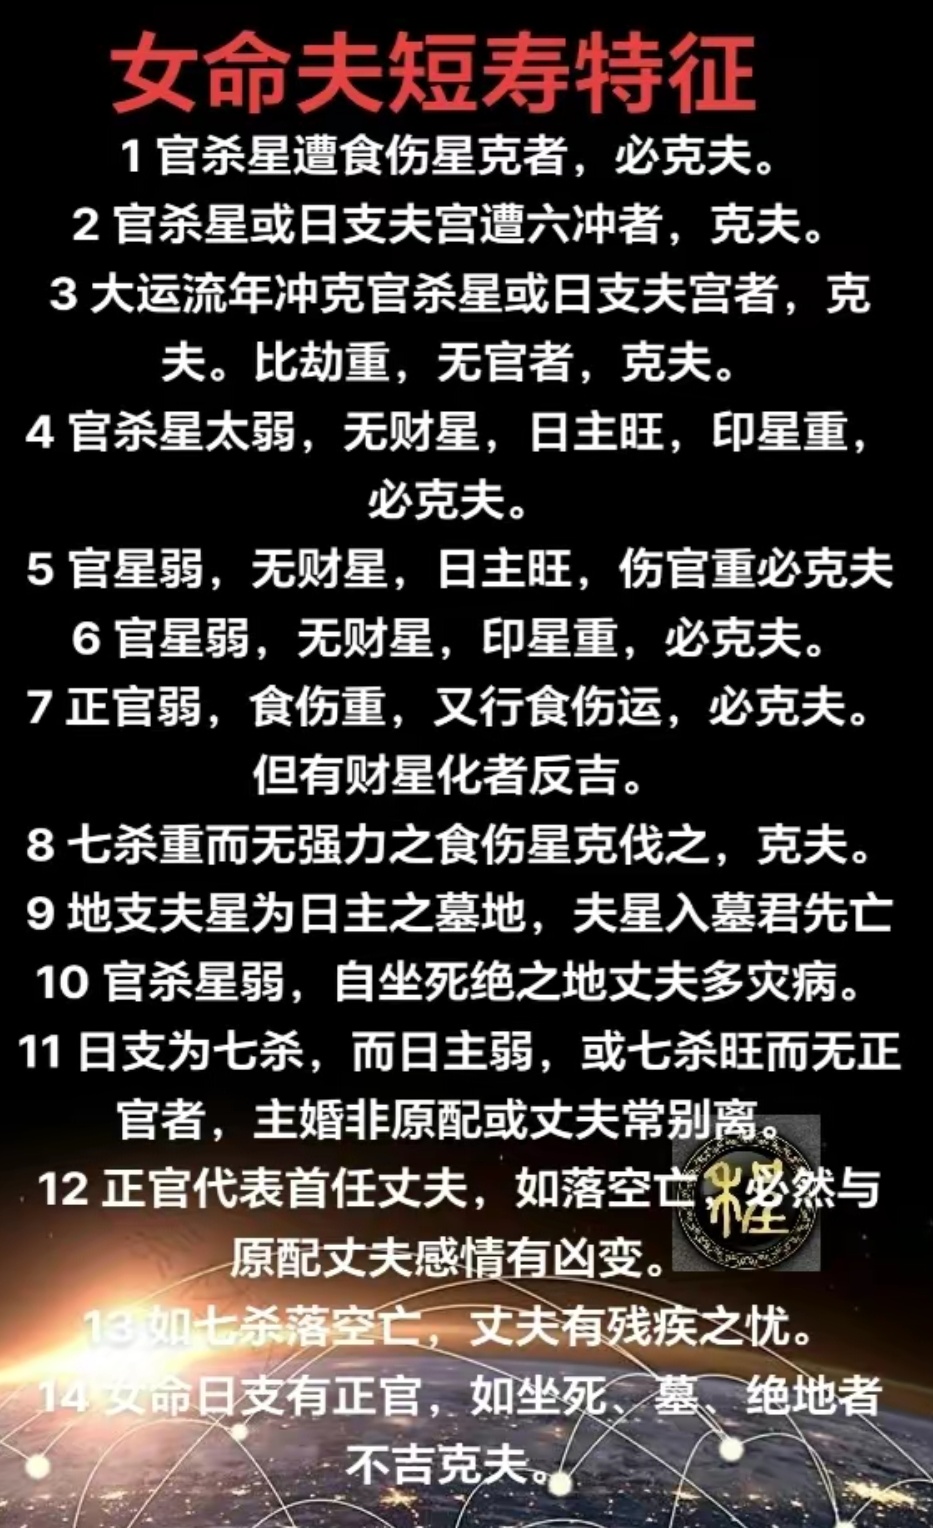 女命夫短寿特征
1 官杀星遭食伤星克者，必克夫。
2 官杀星或日支夫宫遭六冲者，克夫。
3 大运流年冲克官杀星或日支夫宫者，克
夫。比劫重，无官者，克夫。
4 官杀星太弱，无财星，日主旺，印星重，
必克夫。
5 官星弱，无财星，日主旺，伤官重必克夫
6 官星弱，无财星，印星重，必克夫。
7 正官弱，食伤重，又行食伤运，必克夫。
但有财星化者反吉。
8 七杀重而无强力之食伤星克伐之，克夫。
9 地支夫星为日主之墓地，夫星入墓君先亡
10 官杀星弱，自坐死绝之地丈夫多灾病。
11 日支为七杀，而日主弱，或七杀旺而无正
官者，主婚非原配或丈夫常别离。
12 正官代表首任丈夫，如落空亡，必然与
原配丈夫感情有凶变。
13 如七杀落空亡，丈夫有残疾之忧。
14 女命日支有正官，如坐死、墓、绝地者
不吉克夫。